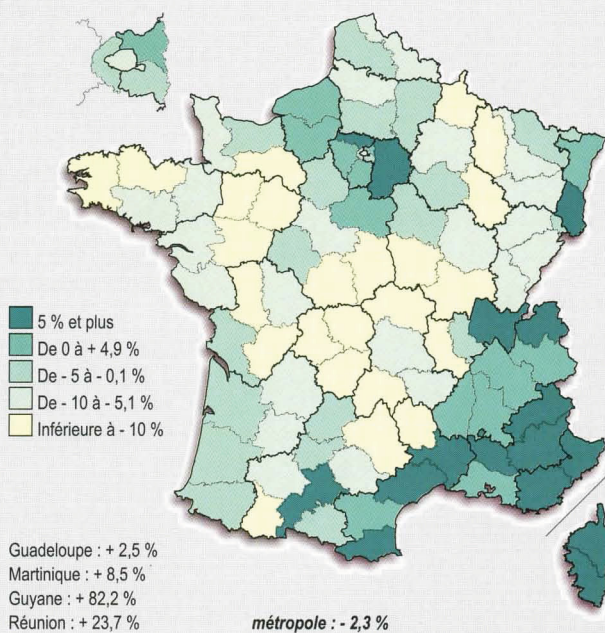 5 % et plus
De 0 à + 4,9 %
De - 5 à - 0,1 %
De - 10 à - 5,1 %
Inférieure à - 10 %
Guadeloupe : + 2,5 %
Martinique : + 8,5 %
Guyane : + 82,2 %
Réunion : + 23,7 %
métropole : - 2,3 %